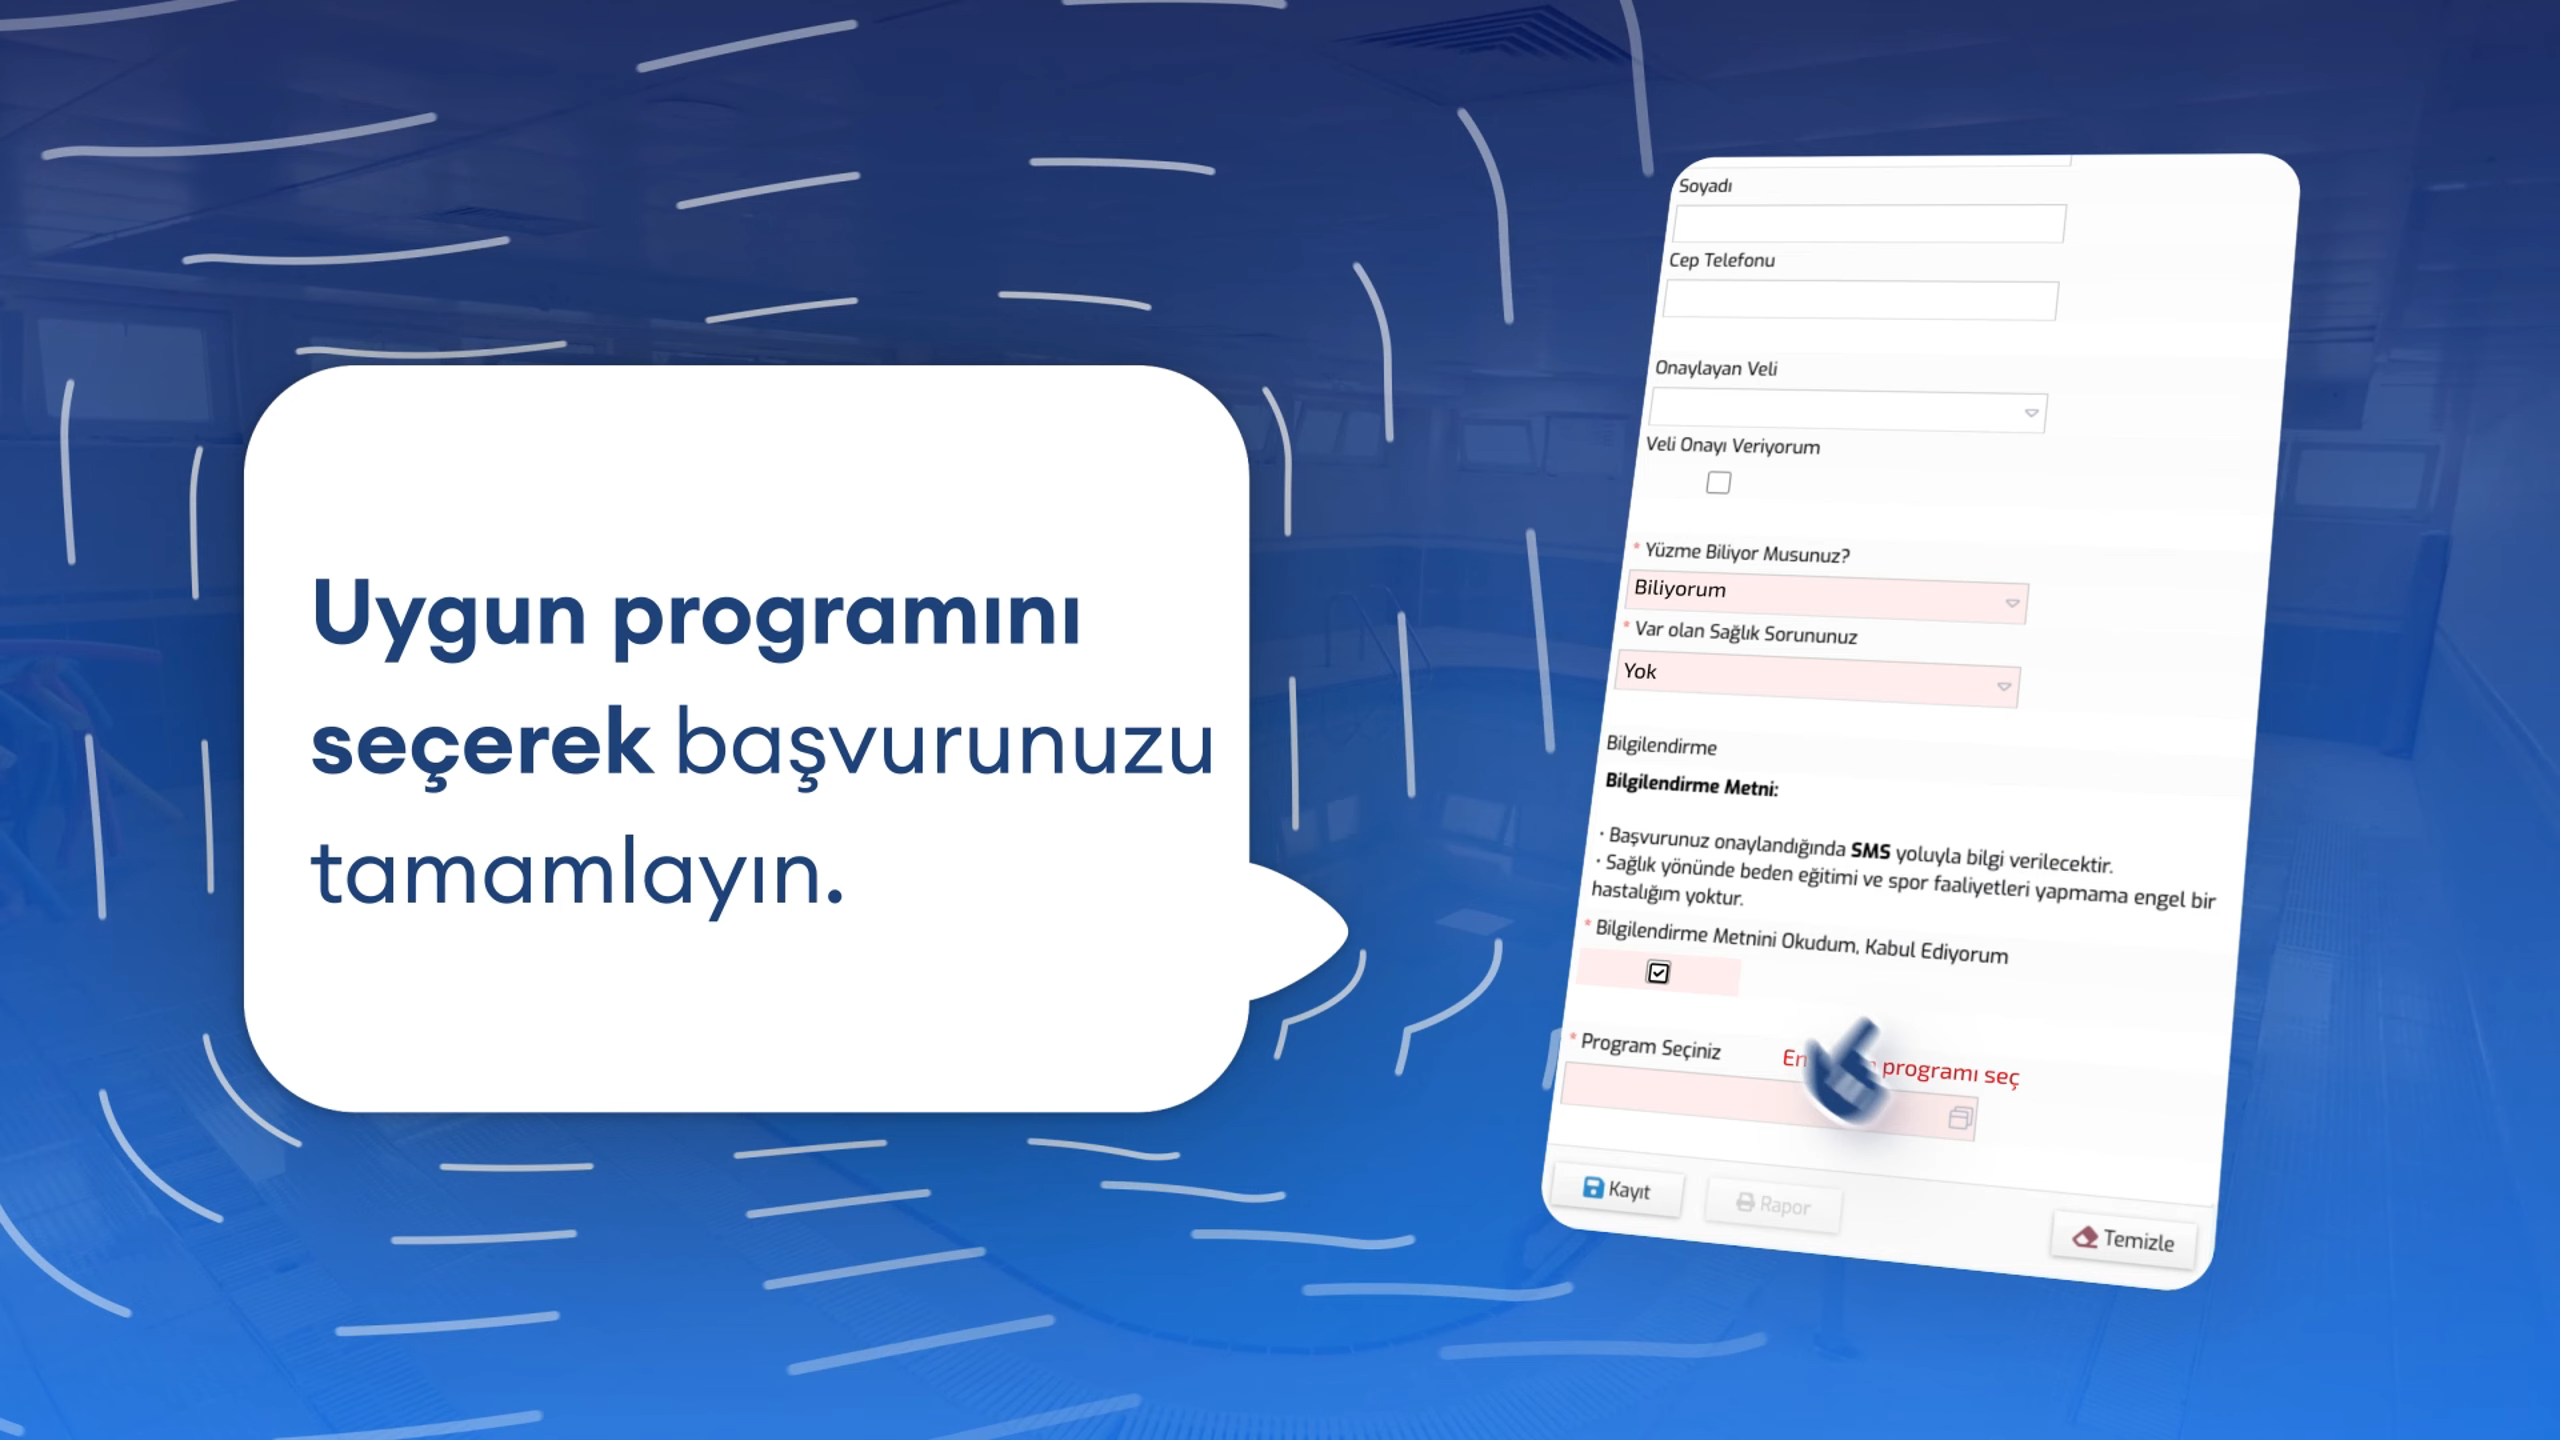 Uygun programını
seçerek başvurunuzu
tamamlayın.
Soyadı
Cep Telefonu
Onaylayan Veli
Veli Onayı Veriyorum
* Yüzme Biliyor Musunuz?
Biliyorum
* Var olan Sağlık Sorununuz
Yok
Bilgilendirme
Bilgilendirme Metni:
• Başvurunuz onaylandığında SMS yoluyla bilgi verilecektir.
• Sağlık yönünde beden eğitimi ve spor faaliyetleri yapmama engel bir
hastalığım yoktur.
* Bilgilendirme Metnini Okudum, Kabul Ediyorum
* Program Seçiniz
programı seç
Kayıt
Rapor
Temizle